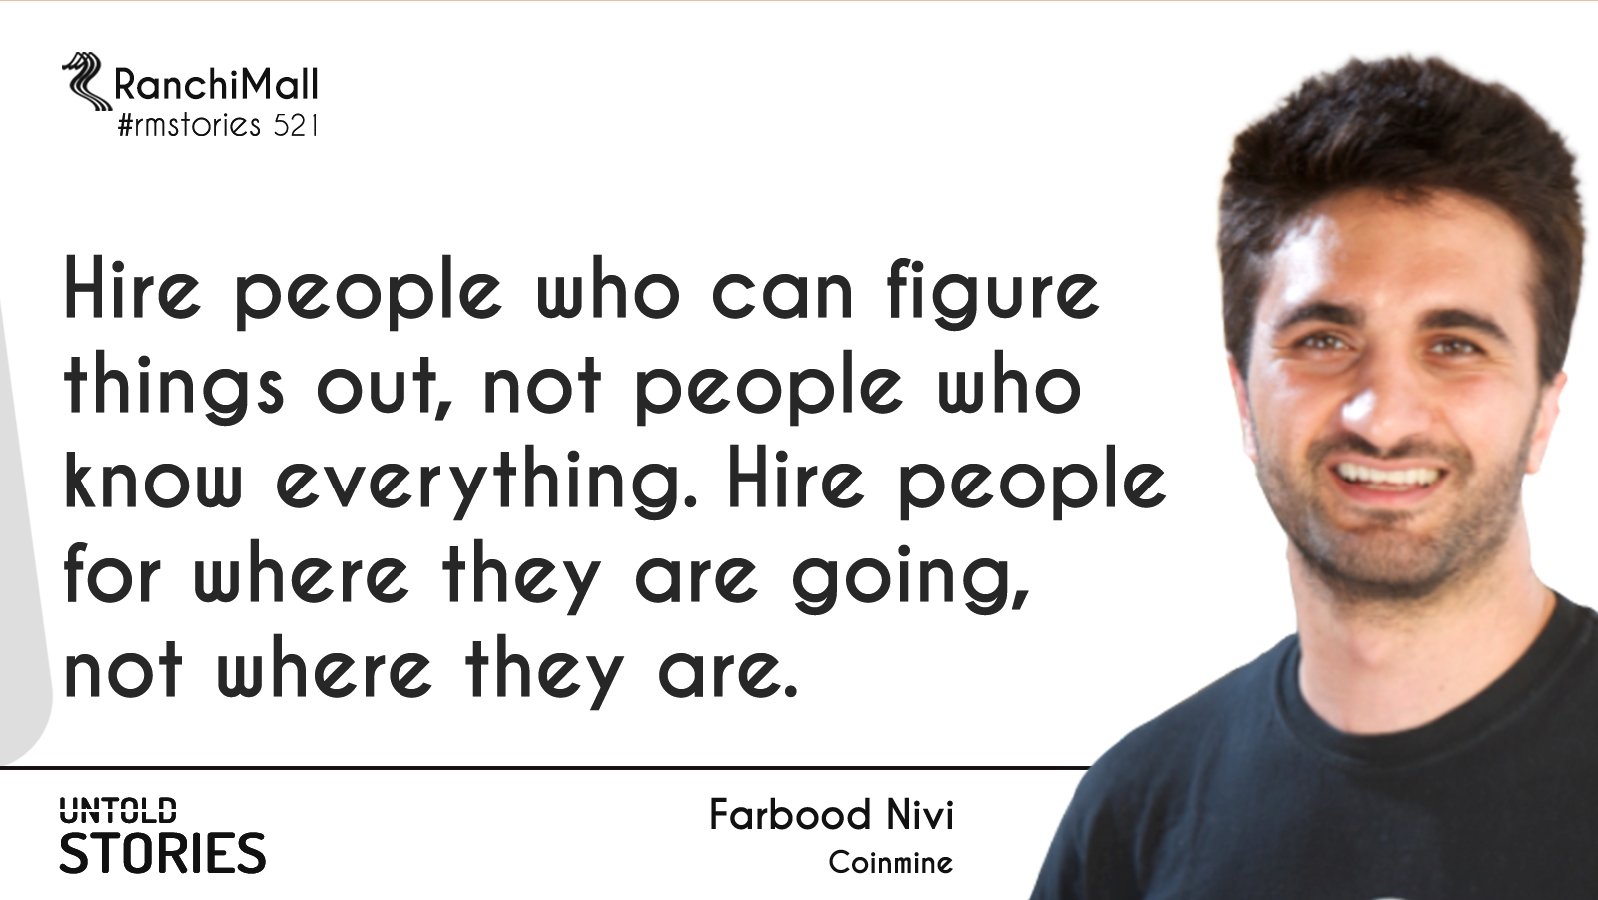 RanchiMall
#rmstories 521
Hire people who can figure
things out, not people who
know everything. Hire people
for where they are going,
not where they are.
UNTOLD
STORIES
Farbood Nivi
Coinmine